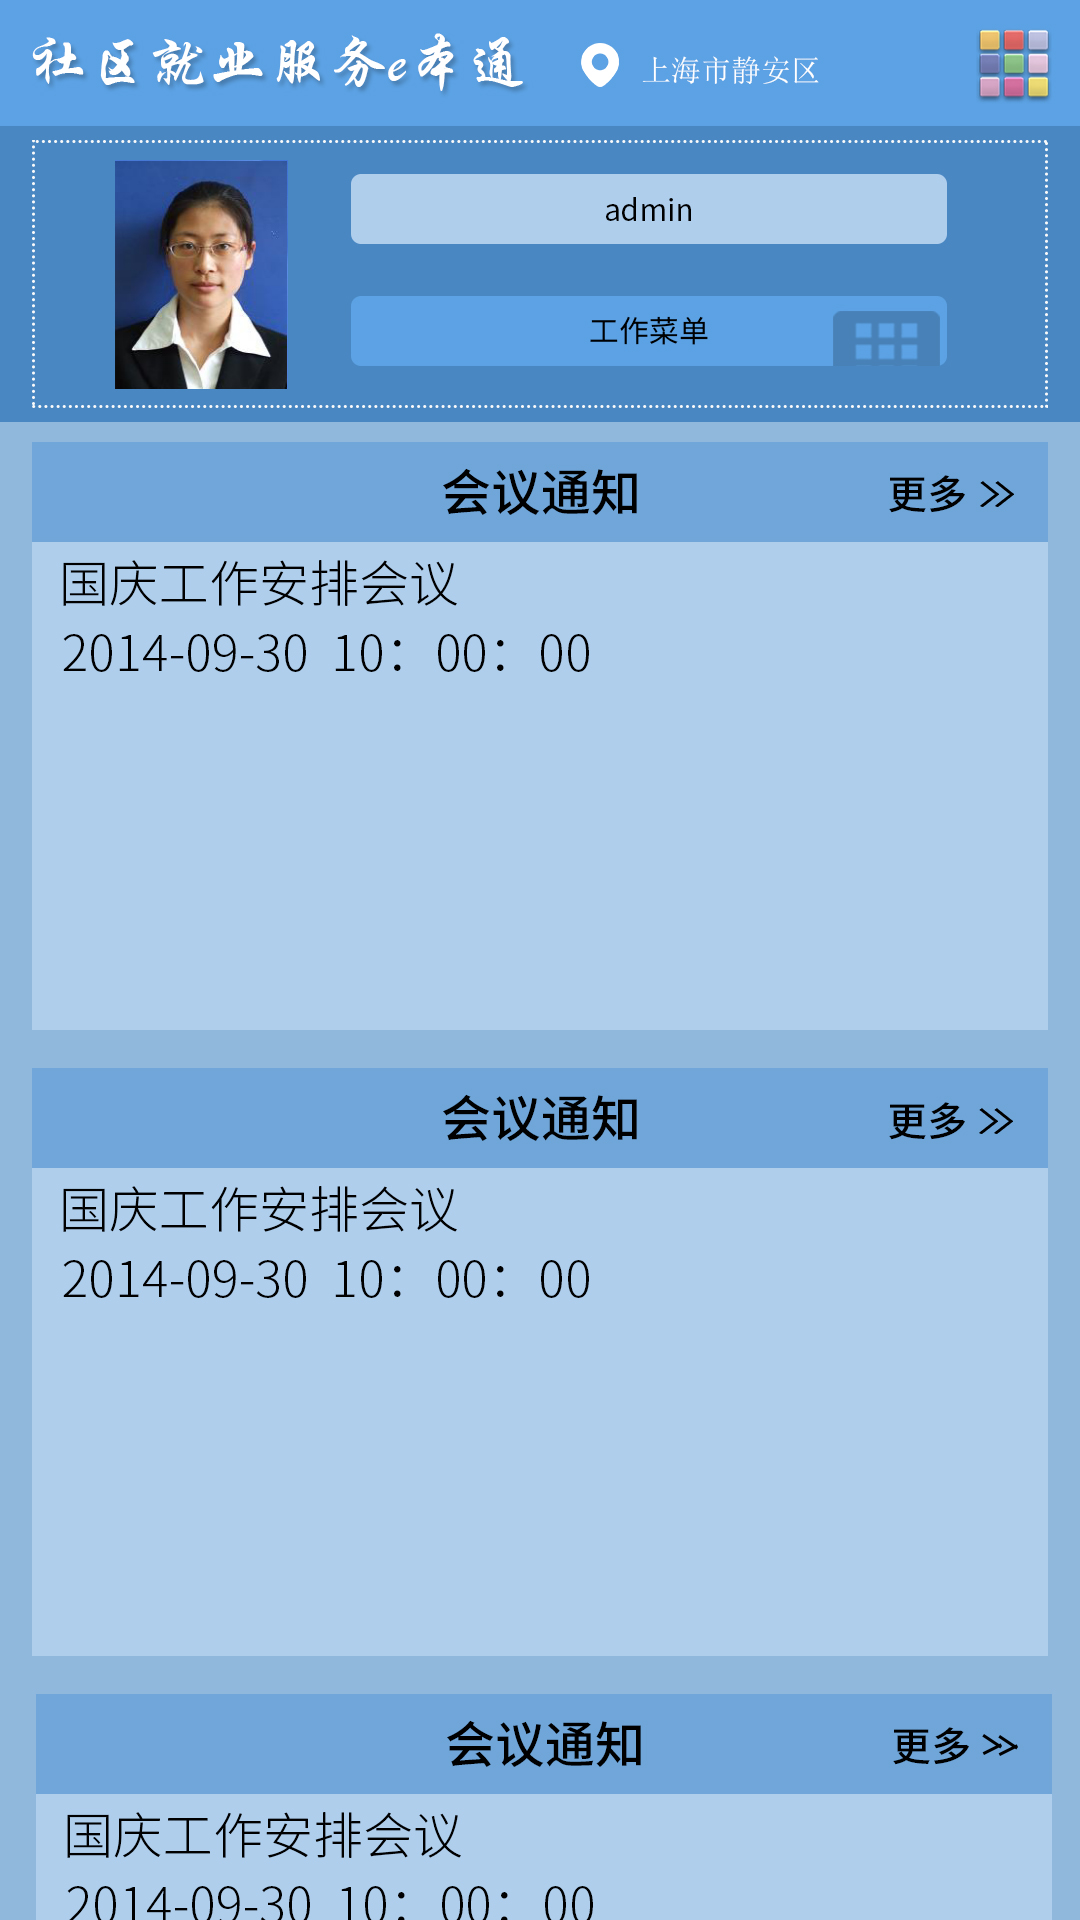 社区就业服务e本通
上海市静安区
admin
工作菜单
会议通知
更多
国庆工作安排会议
2014-09-30 10：00：00
会议通知
更多
国庆工作安排会议
2014-09-30 10：00：00
会议通知
更多
国庆工作安排会议
2014-09-30 10：00：00